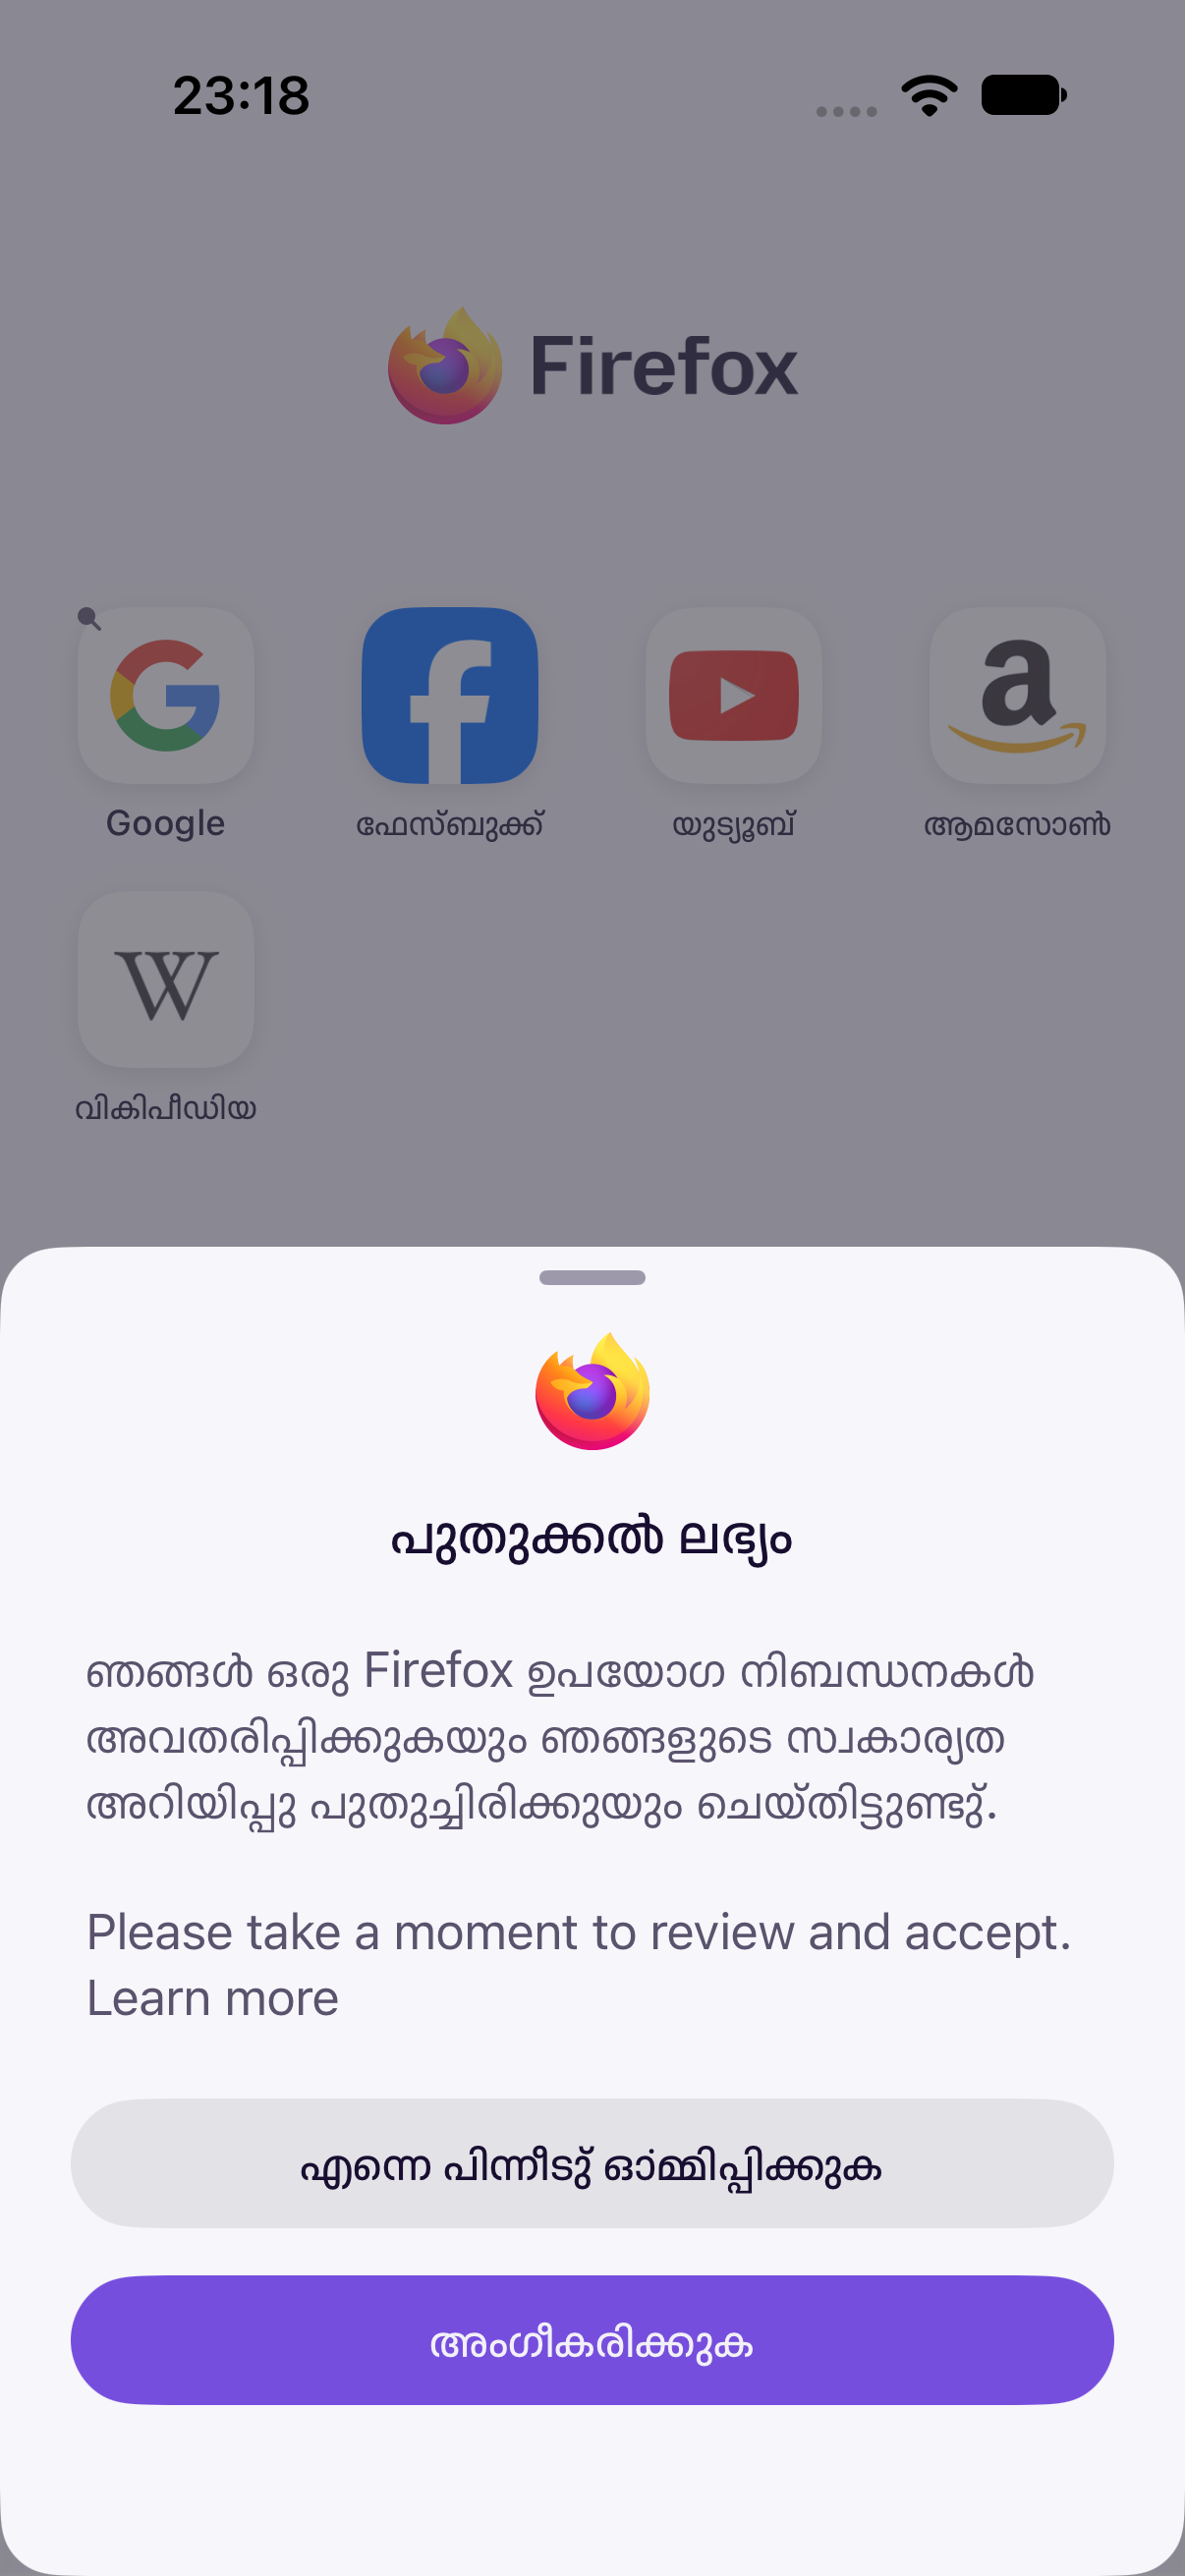 23:18
Firefox
Google ഫേസ്ബുക്ക് യുട്യൂബ് ആമസോൺ
വികിപീഡിയ
പുതുക്കൽ ലഭ്യം
ഞങ്ങൾ ഒരു Firefox ഉപയോഗ നിബന്ധനകൾ
അവതരിപ്പിക്കുകയും ഞങ്ങളുടെ സ്വകാര്യത
അറിയിപ്പു പുതുച്ചിരിക്കുയും ചെയ്തിട്ടുണ്ടു്.
Please take a moment to review and accept.
Learn more
എന്നെ പിന്നീടു് ഓൎമ്മിപ്പിക്കുക
അംഗീകരിക്കുക